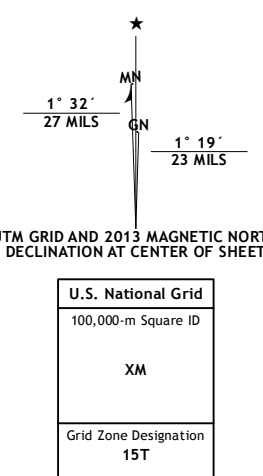 ★
MN
1° 32´
27 MILS
GN
1° 19´
23 MILS
UTM GRID AND 2013 MAGNETIC NORT
DECLINATION AT CENTER OF SHEET
U.S. National Grid
100,000-m Square ID
XM
Grid Zone Designation
15T